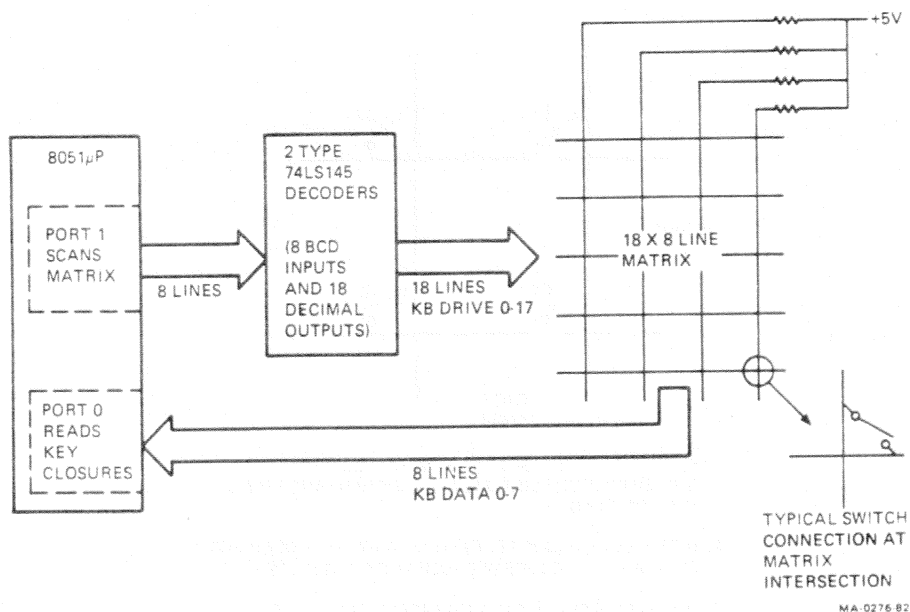 +5V
8051µP
2 TYPE
74LS145
DECODERS
(8 BCD
INPUTS
AND 18
DECIMAL
OUTPUTS)
PORT 1
SCANS
MATRIX
8 LINES
18 LINES
KB DRIVE 0-17
18 X 8 LINE
MATRIX
PORT 0
READS
KEY
CLOSURES
8 LINES
KB DATA 0-7
TYPICAL SWITCH
CONNECTION AT
MATRIX
INTERSECTION
MA-0276-82